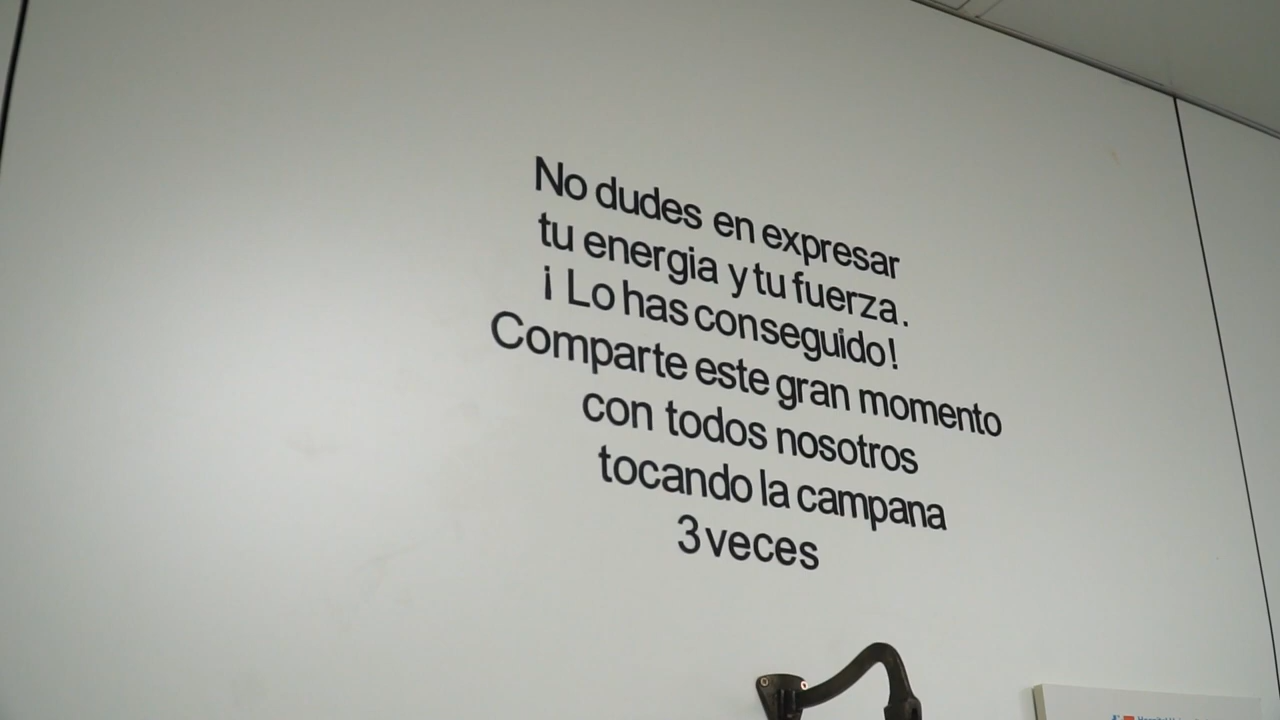 No dudes en expresar
tu energia y tu fuerza.
¡ Lo has conseguido!
Comparte este gran momento
con todos nosotros
tocando la campana
3 veces